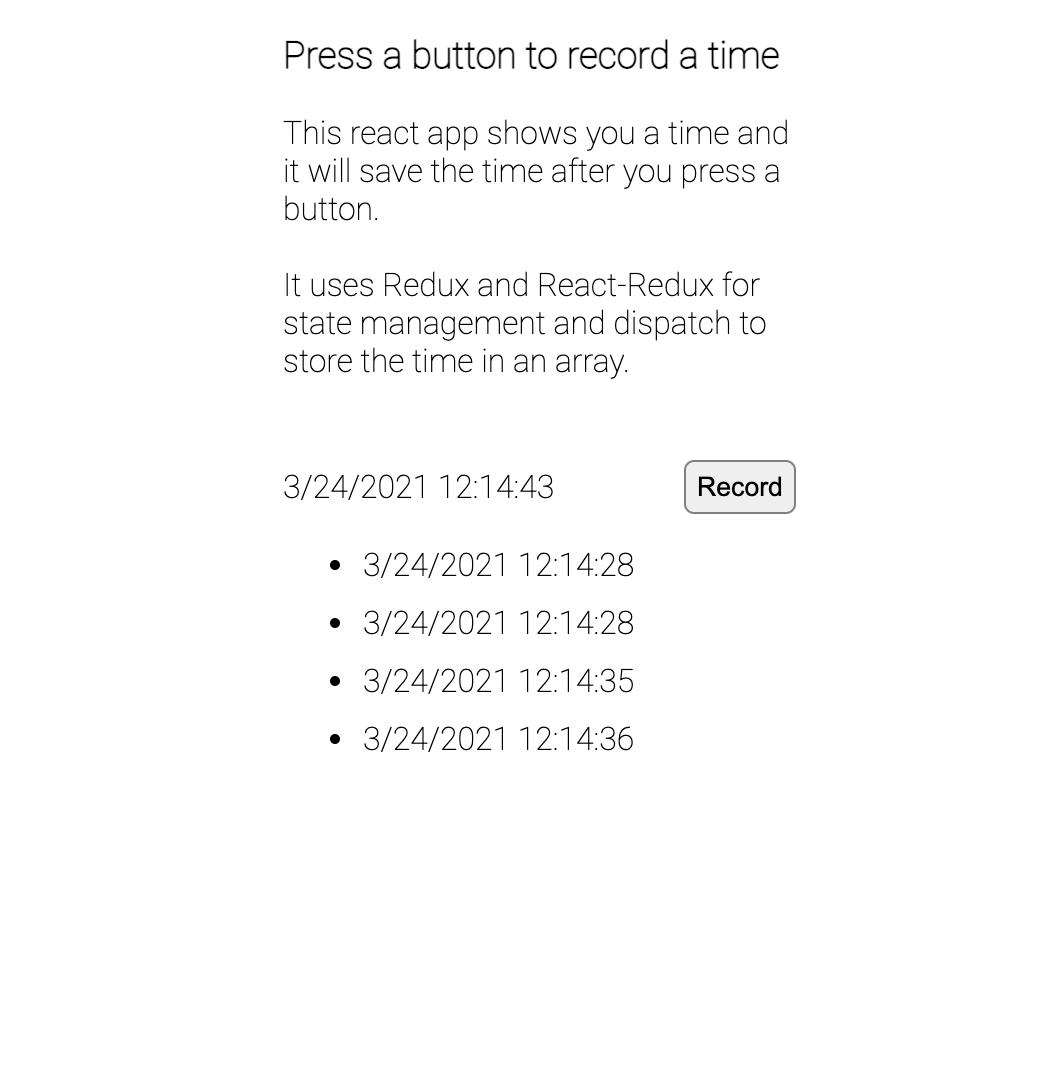 Press a button to record a time
This react app shows you a time and
it will save the time after you press a
button.
It uses Redux and React-Redux for
state management and dispatch to
store the time in an array.
3/24/2021 12:14:43 Record
3/24/2021 12:14:28
3/24/2021 12:14:28
3/24/2021 12:14:35
3/24/2021 12:14:36